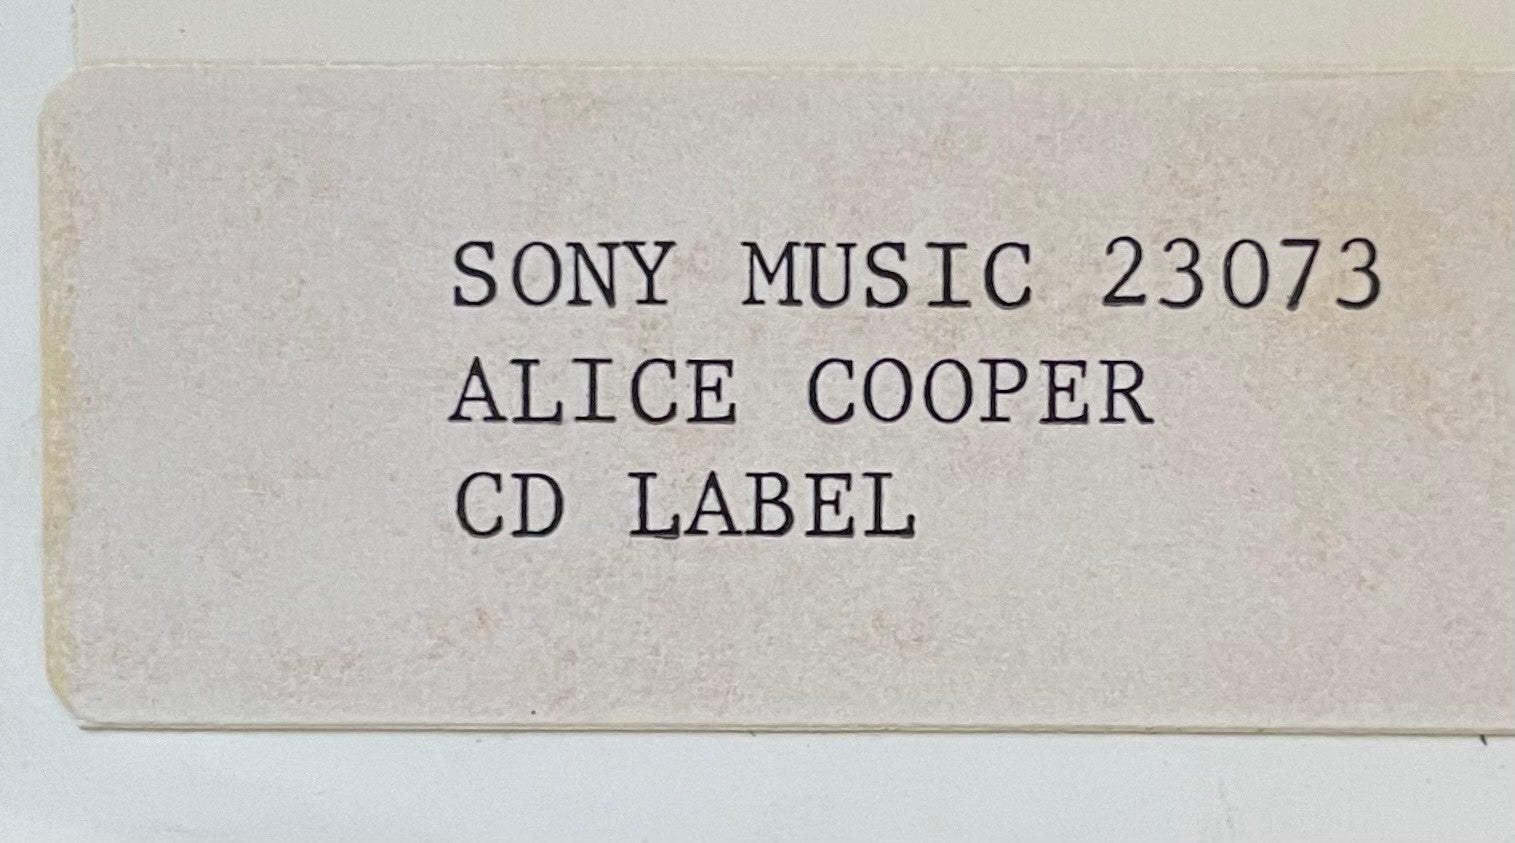 SONY MUSIC 23073
ALICE COOPER
CD LABEL